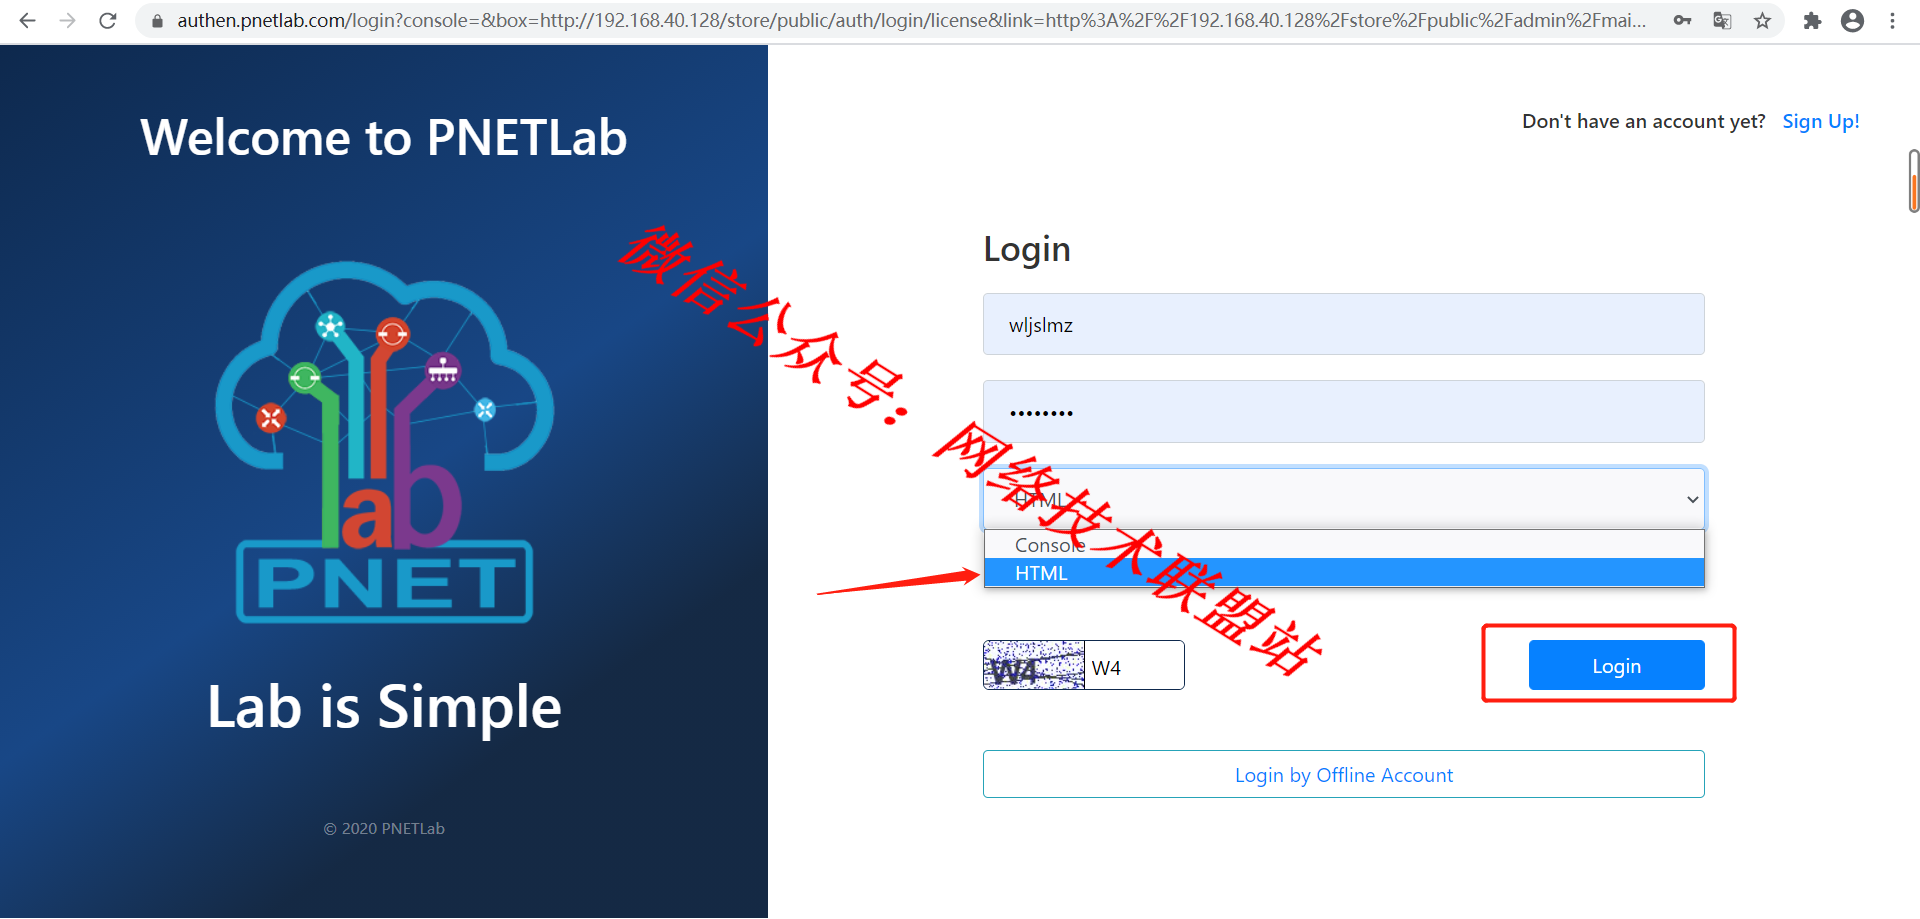 authen.pnetlab.com/login?console=&box=http://192.168.40.128/store/public/auth/login/license&link=http%3A%2F%2F192.168.40.128%2Fstore%2Fpublic%2Fadmin%2Fmai...
Welcome to PNETLab
lab
PNET
Lab is Simple
© 2020 PNETLab
Don't have an account yet? Sign Up!
Login
wljslmz
••••••••
HTML
Console
HTML
W4
W4
Login
Login by Offline Account
微信公众号：网络技术联盟站